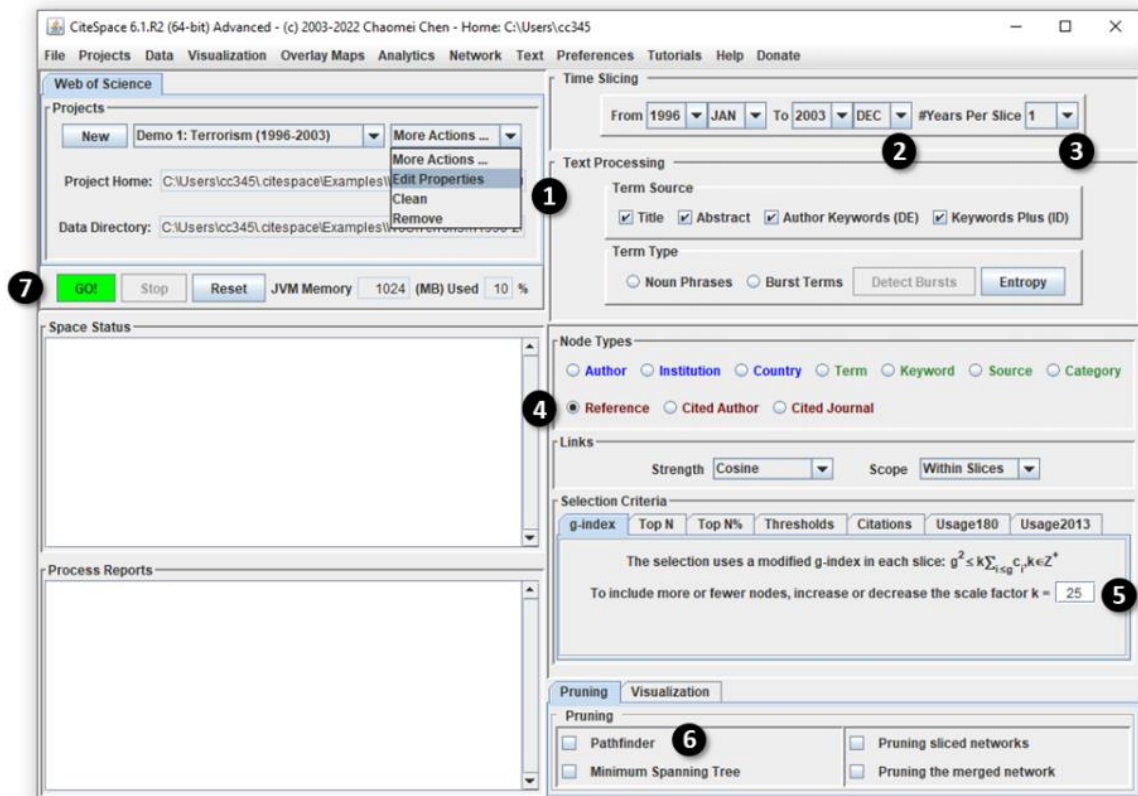 CiteSpace 6.1.R2 (64-bit) Advanced - (c) 2003-2022 Chaomei Chen - Home: C:\Users\cc345
File Projects Data Visualization Overlay Maps Analytics Network Text Preferences Tutorials Help Donate
Web of Science
Projects
New Demo 1: Terrorism (1996-2003) More Actions ...
More Actions ...
Edit Properties
Clean
Remove
Project Home: C:\Users\cc345\.citespace\Examples\
Data Directory: C:\Users\cc345\.citespace\Examples\
1
7
GO! Stop Reset JVM Memory 1024 (MB) Used 10 %
Space Status
Process Reports
Time Slicing
From 1996 JAN To 2003 DEC #Years Per Slice 1
2 3
Text Processing
Term Source
Title Abstract Author Keywords (DE) Keywords Plus (ID)
Term Type
Noun Phrases Burst Terms Detect Bursts Entropy
Node Types
Author Institution Country Term Keyword Source Category
4
Reference Cited Author Cited Journal
Links
Strength Cosine Scope Within Slices
Selection Criteria
g-index Top N Top N% Thresholds Citations Usage180 Usage2013
The selection uses a modified g-index in each slice: g² ≤ k∑i≤g ci, k∈Z⁺
To include more or fewer nodes, increase or decrease the scale factor k = 25
5
Pruning Visualization
Pruning
Pathfinder 6 Pruning sliced networks
Minimum Spanning Tree Pruning the merged network